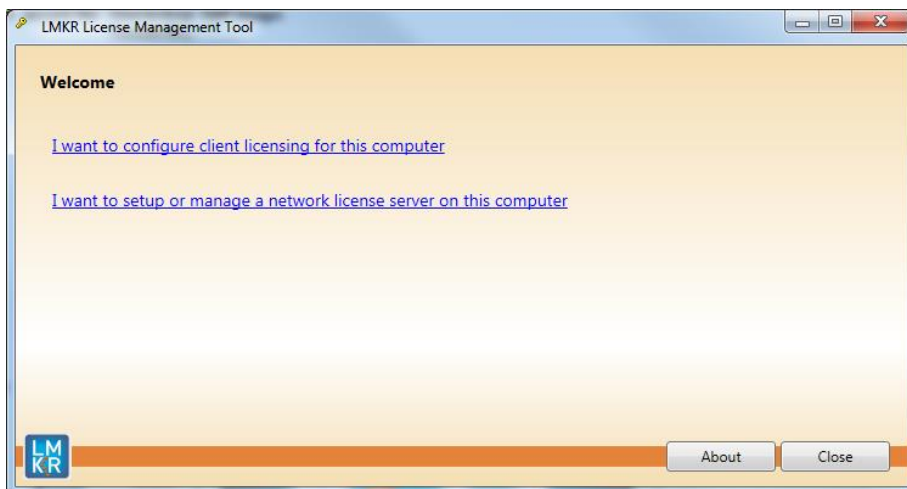 LMKR License Management Tool
Welcome
I want to configure client licensing for this computer
I want to setup or manage a network license server on this computer
LM
KR
About Close